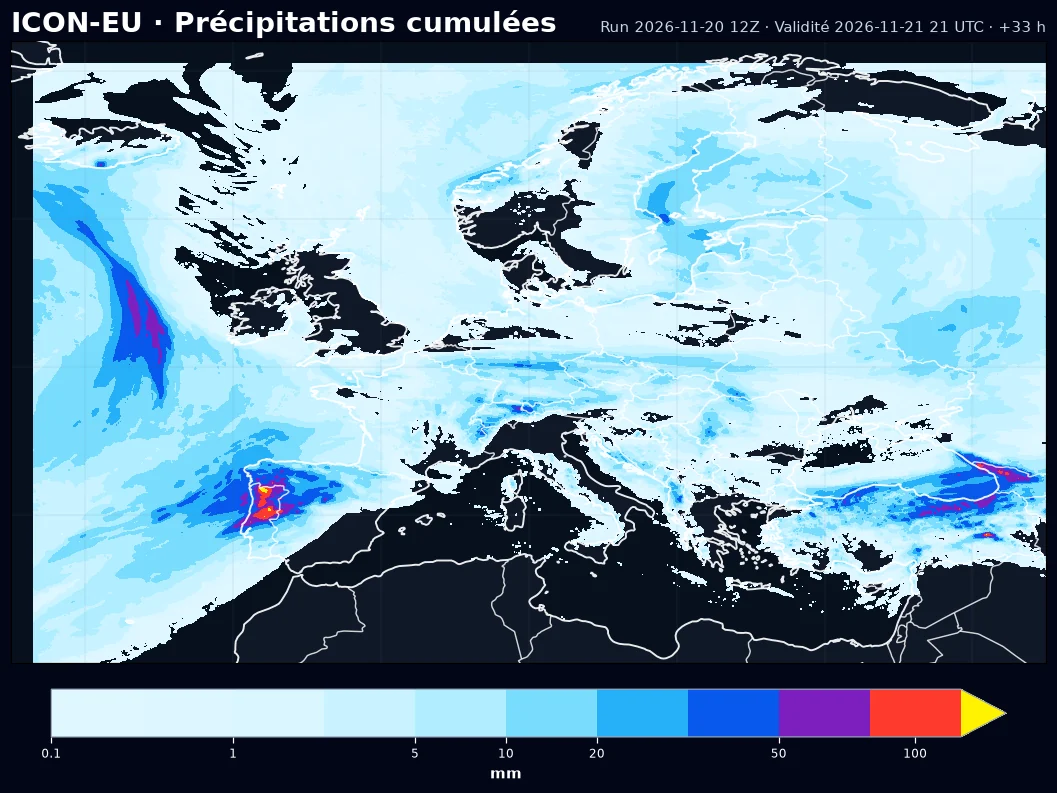 ICON-EU · Précipitations cumulées
Run 2026-11-20 12Z · Validité 2026-11-21 21 UTC · +33 h
0.1 1 5 10 20 50 100
mm